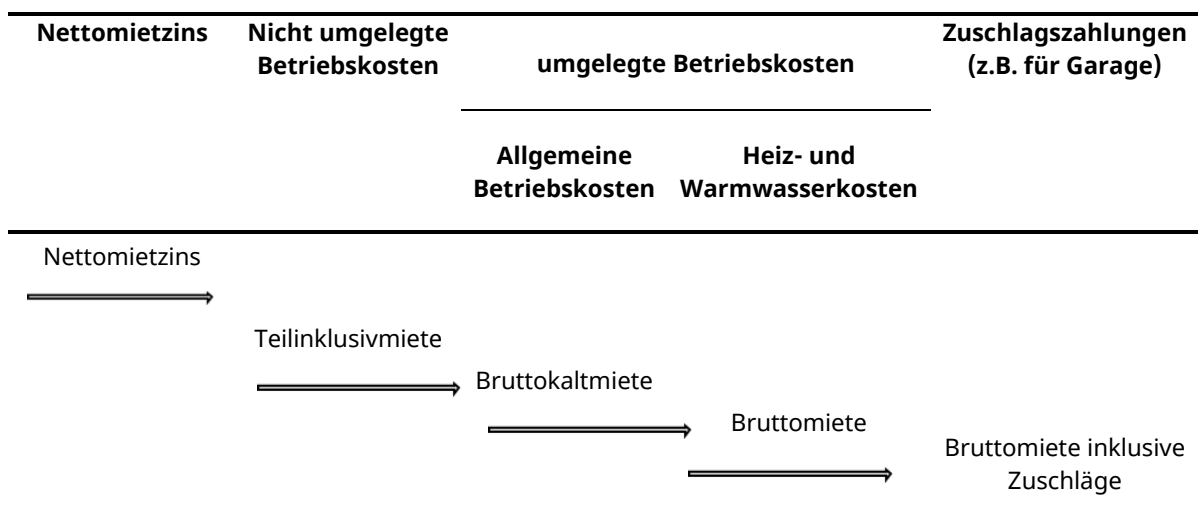 Nettomietzins
Nicht umgelegte
Betriebskosten
umgelegte Betriebskosten
Zuschlagszahlungen
(z.B. für Garage)
Allgemeine
Betriebskosten
Heiz- und
Warmwasserkosten
Nettomietzins
Teilinklusivmiete
Bruttokaltmiete
Bruttomiete
Bruttomiete inklusive
Zuschläge